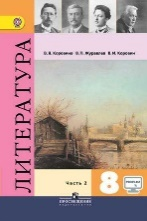 В.Я. Коровина В.П. Журавлев В.И. Коровин
ЛИТЕРАТУРА
Часть 2
8
ПРОСВЕЩЕНИЕ